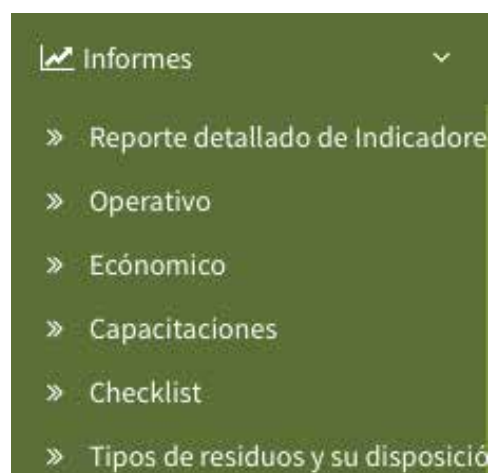 Informes
Reporte detallado de Indicadore
Operativo
Ecónomico
Capacitaciones
Checklist
Tipos de residuos y su disposició